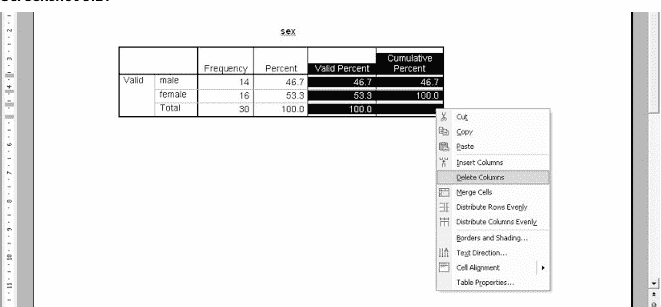 sex
Frequency Percent Valid Percent Cumulative Percent
Valid male 14 46.7 46.7 46.7
female 16 53.3 53.3 100.0
Total 30 100.0 100.0
Cut
Copy
Paste
Insert Columns
Delete Columns
Merge Cells
Distribute Rows Evenly
Distribute Columns Evenly
Borders and Shading...
Text Direction...
Cell Alignment
Table Properties...